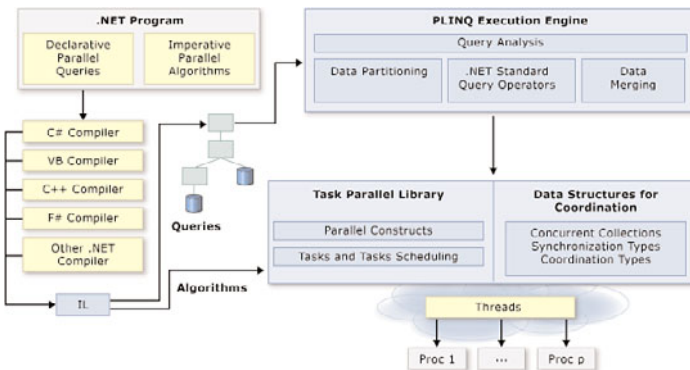 .NET Program
Declarative
Parallel
Queries
Imperative
Parallel
Algorithms
C# Compiler
VB Compiler
C++ Compiler
F# Compiler
Other .NET
Compiler
IL
Queries
Algorithms
PLINQ Execution Engine
Query Analysis
Data Partitioning
.NET Standard
Query Operators
Data
Merging
Task Parallel Library
Parallel Constructs
Tasks and Tasks Scheduling
Data Structures for
Coordination
Concurrent Collections
Synchronization Types
Coordination Types
Threads
Proc 1
...
Proc p